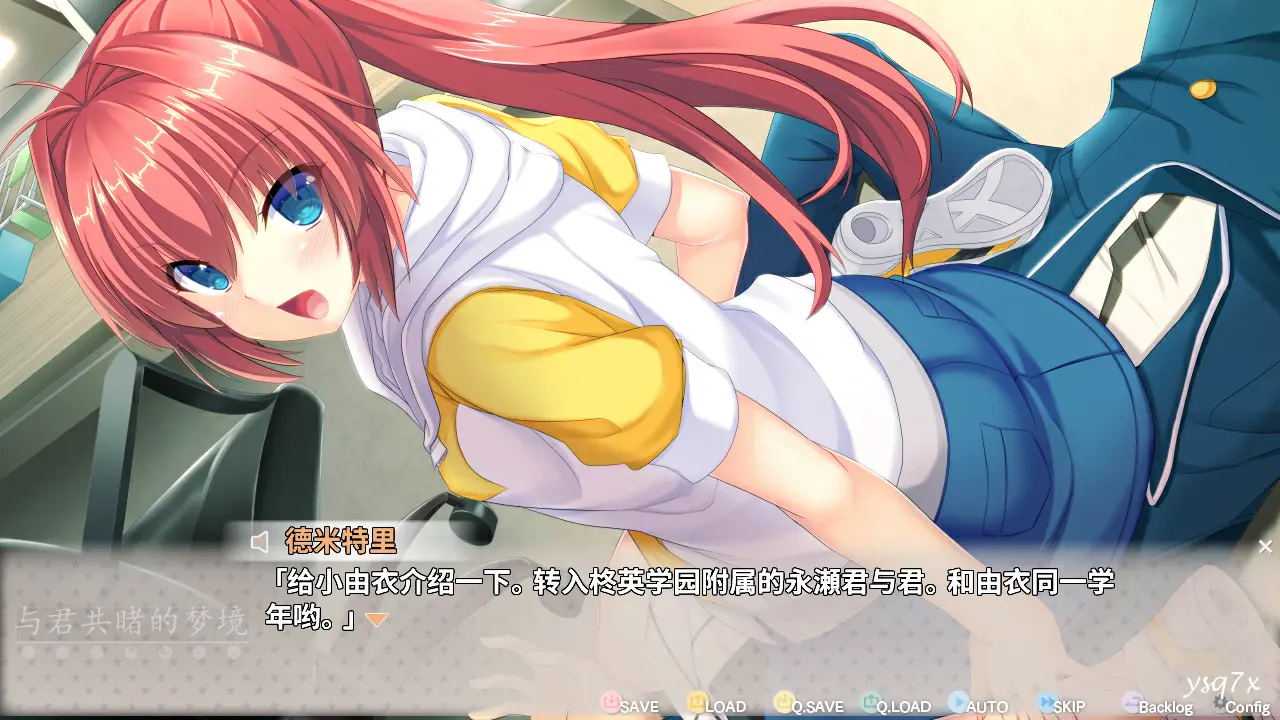 德米特里
「给小由衣介绍一下。转入柊英学园附属的永瀬君与君。和由衣同一学
年哟。」
与君共睹的梦境
ysq7x
SAVE LOAD Q.SAVE Q.LOAD AUTO SKIP Backlog Config